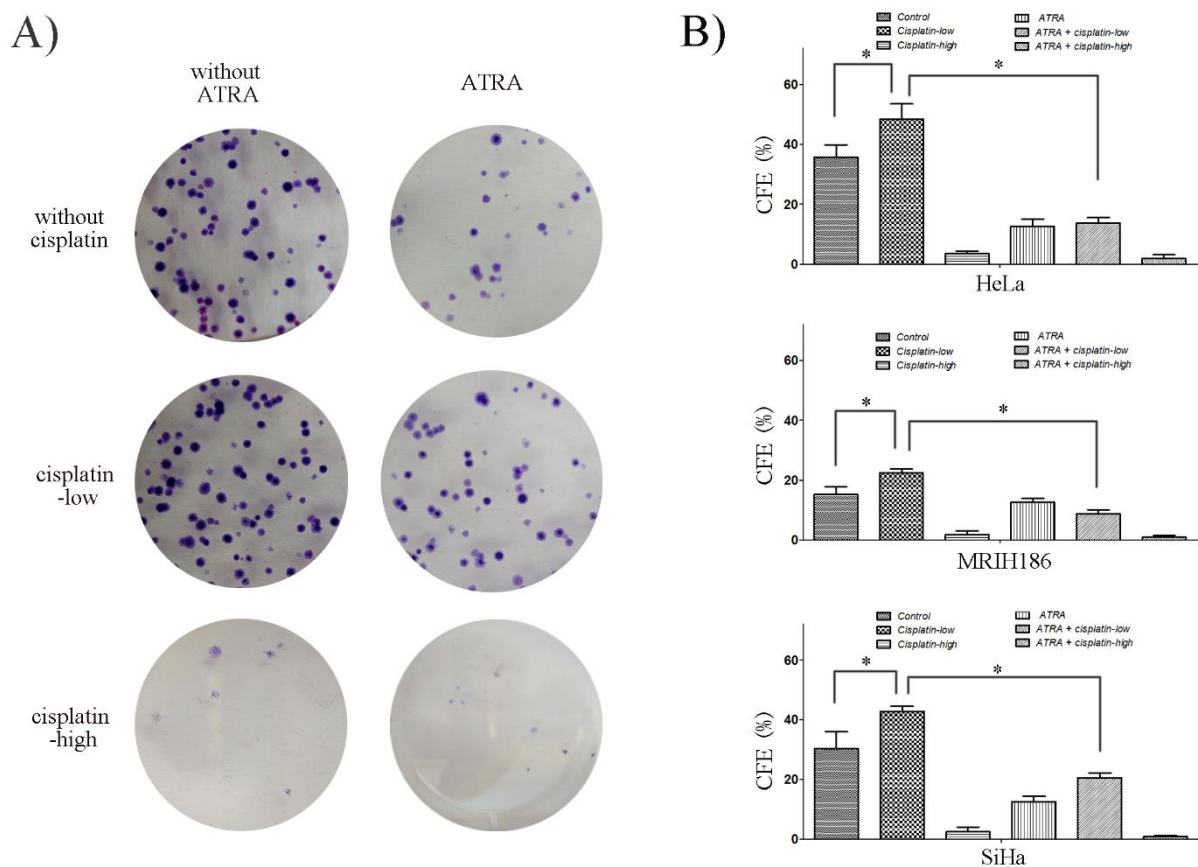 A)
without
ATRA
ATRA
without
cisplatin
cisplatin
-low
cisplatin
-high
B)
Control
Cisplatin-low
Cisplatin-high
ATRA
ATRA + cisplatin-low
ATRA + cisplatin-high
60
40
20
0
CFE (%)
*
*
HeLa
Control
Cisplatin-low
Cisplatin-high
ATRA
ATRA + cisplatin-low
ATRA + cisplatin-high
60
40
20
0
CFE (%)
*
*
MRIH186
Control
Cisplatin-low
Cisplatin-high
ATRA
ATRA + cisplatin-low
ATRA + cisplatin-high
60
40
20
0
CFE (%)
*
*
SiHa